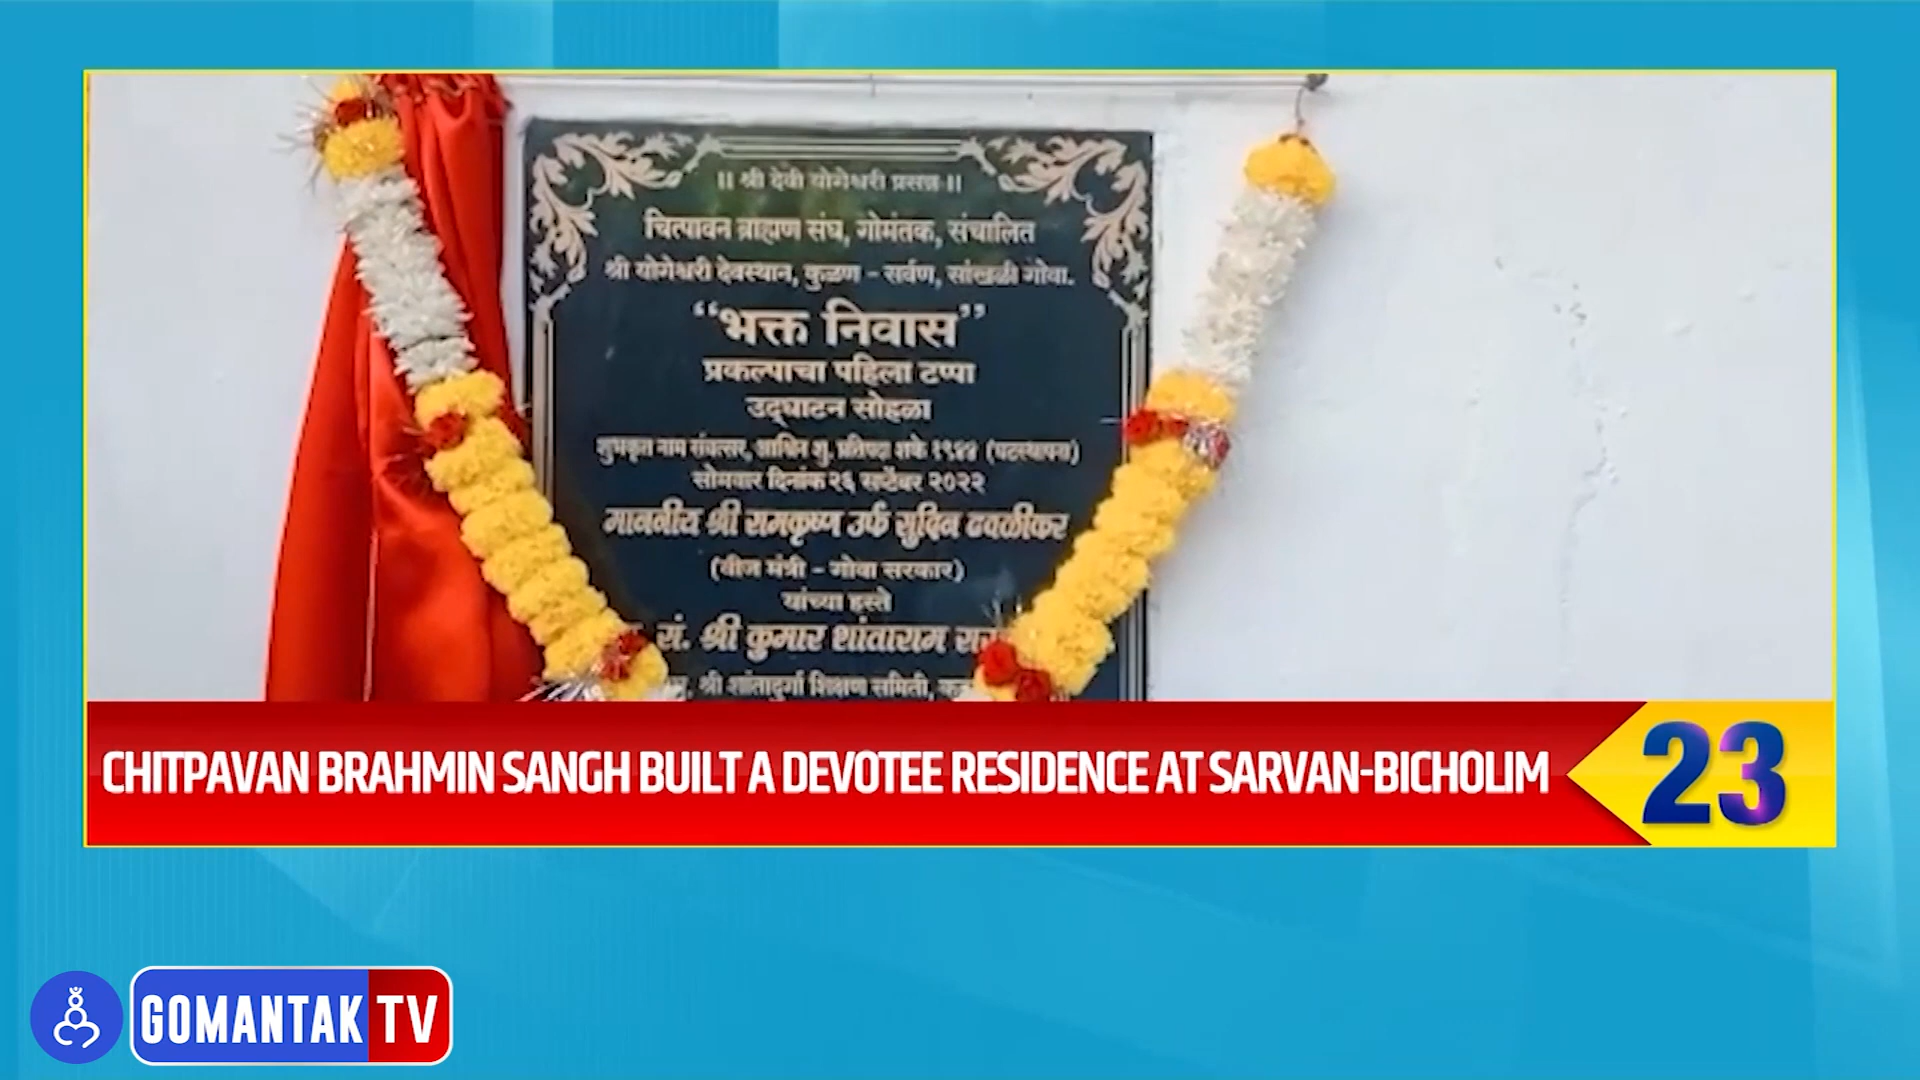 ॥ श्री देवी योगेश्वरी प्रसन्न ॥
चित्पावन ब्राह्मण संघ, गोमंतक, संचालित
श्री योगेश्वरी देवस्थान, कुळण - सर्वण, सांखळी गोवा.
“भक्त निवास”
प्रकल्पाचा पहिला टप्पा
उद्घाटन सोहळा
शुभकृत नाम संवत्सर, आश्विन शु. प्रतिपदा शके १९४४ (घटस्थापना)
सोमवार दिनांक २६ सप्टेंबर २०२२
माननीय श्री रामकृष्ण उर्फ सुदिन ढवळीकर
(वीज मंत्री - गोवा सरकार)
यांच्या हस्ते
सं. श्री कुमार शांताराम
श्री शांतादुर्गा शिक्षण समिती,
CHITPAVAN BRAHMIN SANGH BUILT A DEVOTEE RESIDENCE AT SARVAN-BICHOLIM
23
GOMANTAK TV